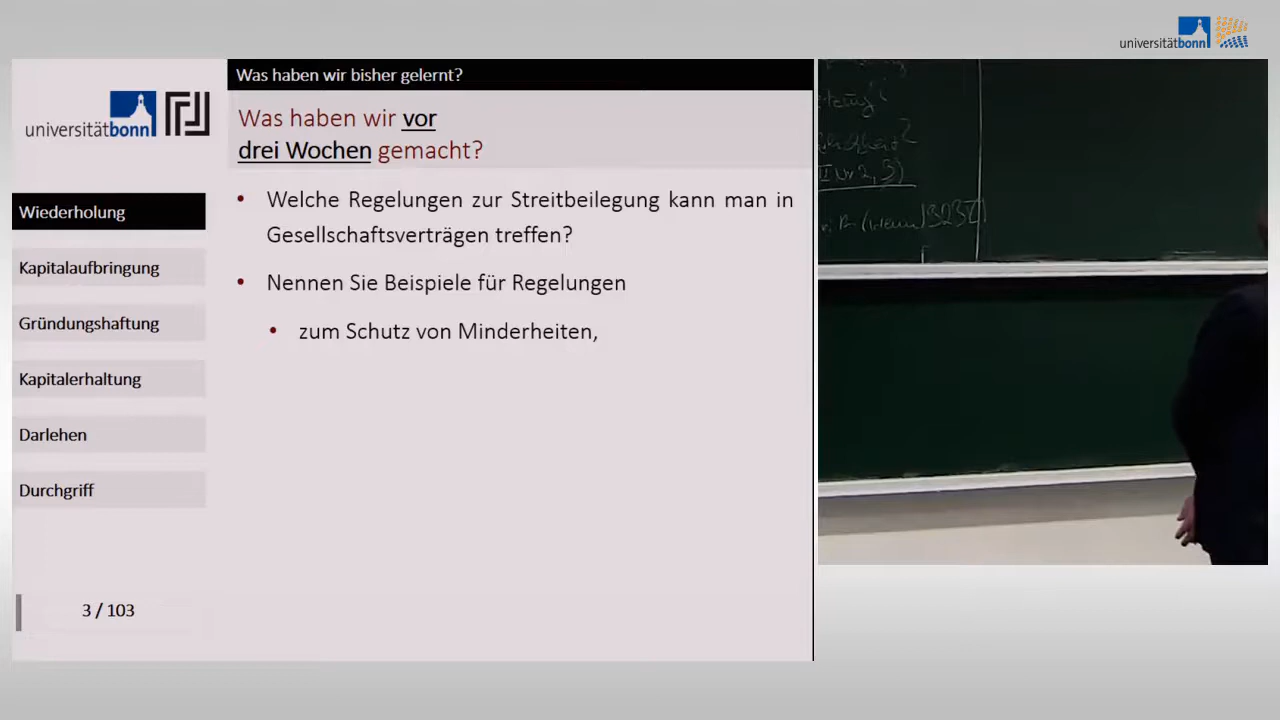 universitätbonn
Was haben wir bisher gelernt?
universitätbonn
Was haben wir vor
drei Wochen gemacht?
Wiederholung
Kapitalaufbringung
Gründungshaftung
Kapitalerhaltung
Darlehen
Durchgriff
• Welche Regelungen zur Streitbeilegung kann man in
Gesellschaftsverträgen treffen?
• Nennen Sie Beispiele für Regelungen
• zum Schutz von Minderheiten,
3 / 103